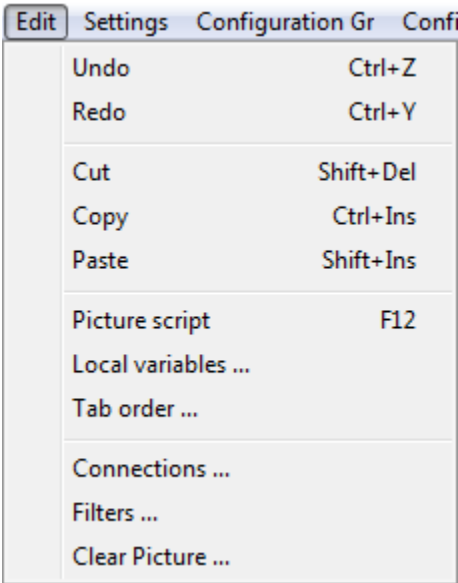 Edit Settings Configuration Gr Confi
Undo Ctrl+Z
Redo Ctrl+Y
Cut Shift+Del
Copy Ctrl+Ins
Paste Shift+Ins
Picture script F12
Local variables ...
Tab order ...
Connections ...
Filters ...
Clear Picture ...